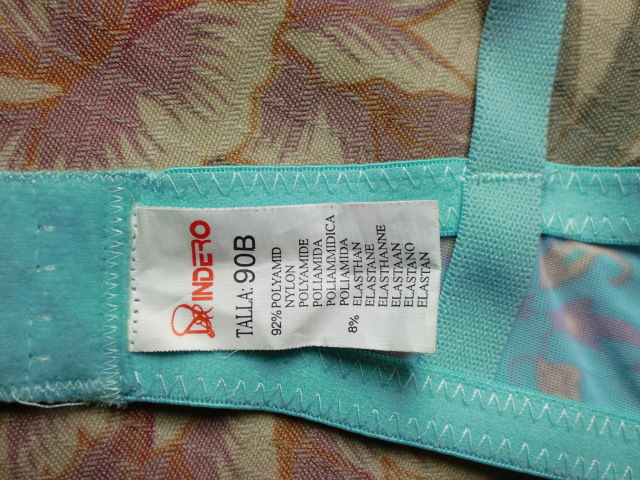 INDERO
TALLA: 90B
92% POLYAMID
NYLON
POLYAMIDE
POLIAMIDA
POLIAMMIDICA
POLIAMIDA
8% ELASTHAN
ELASTANE
ELASTHANNE
ELASTAAN
ELASTANO
ELASTAN